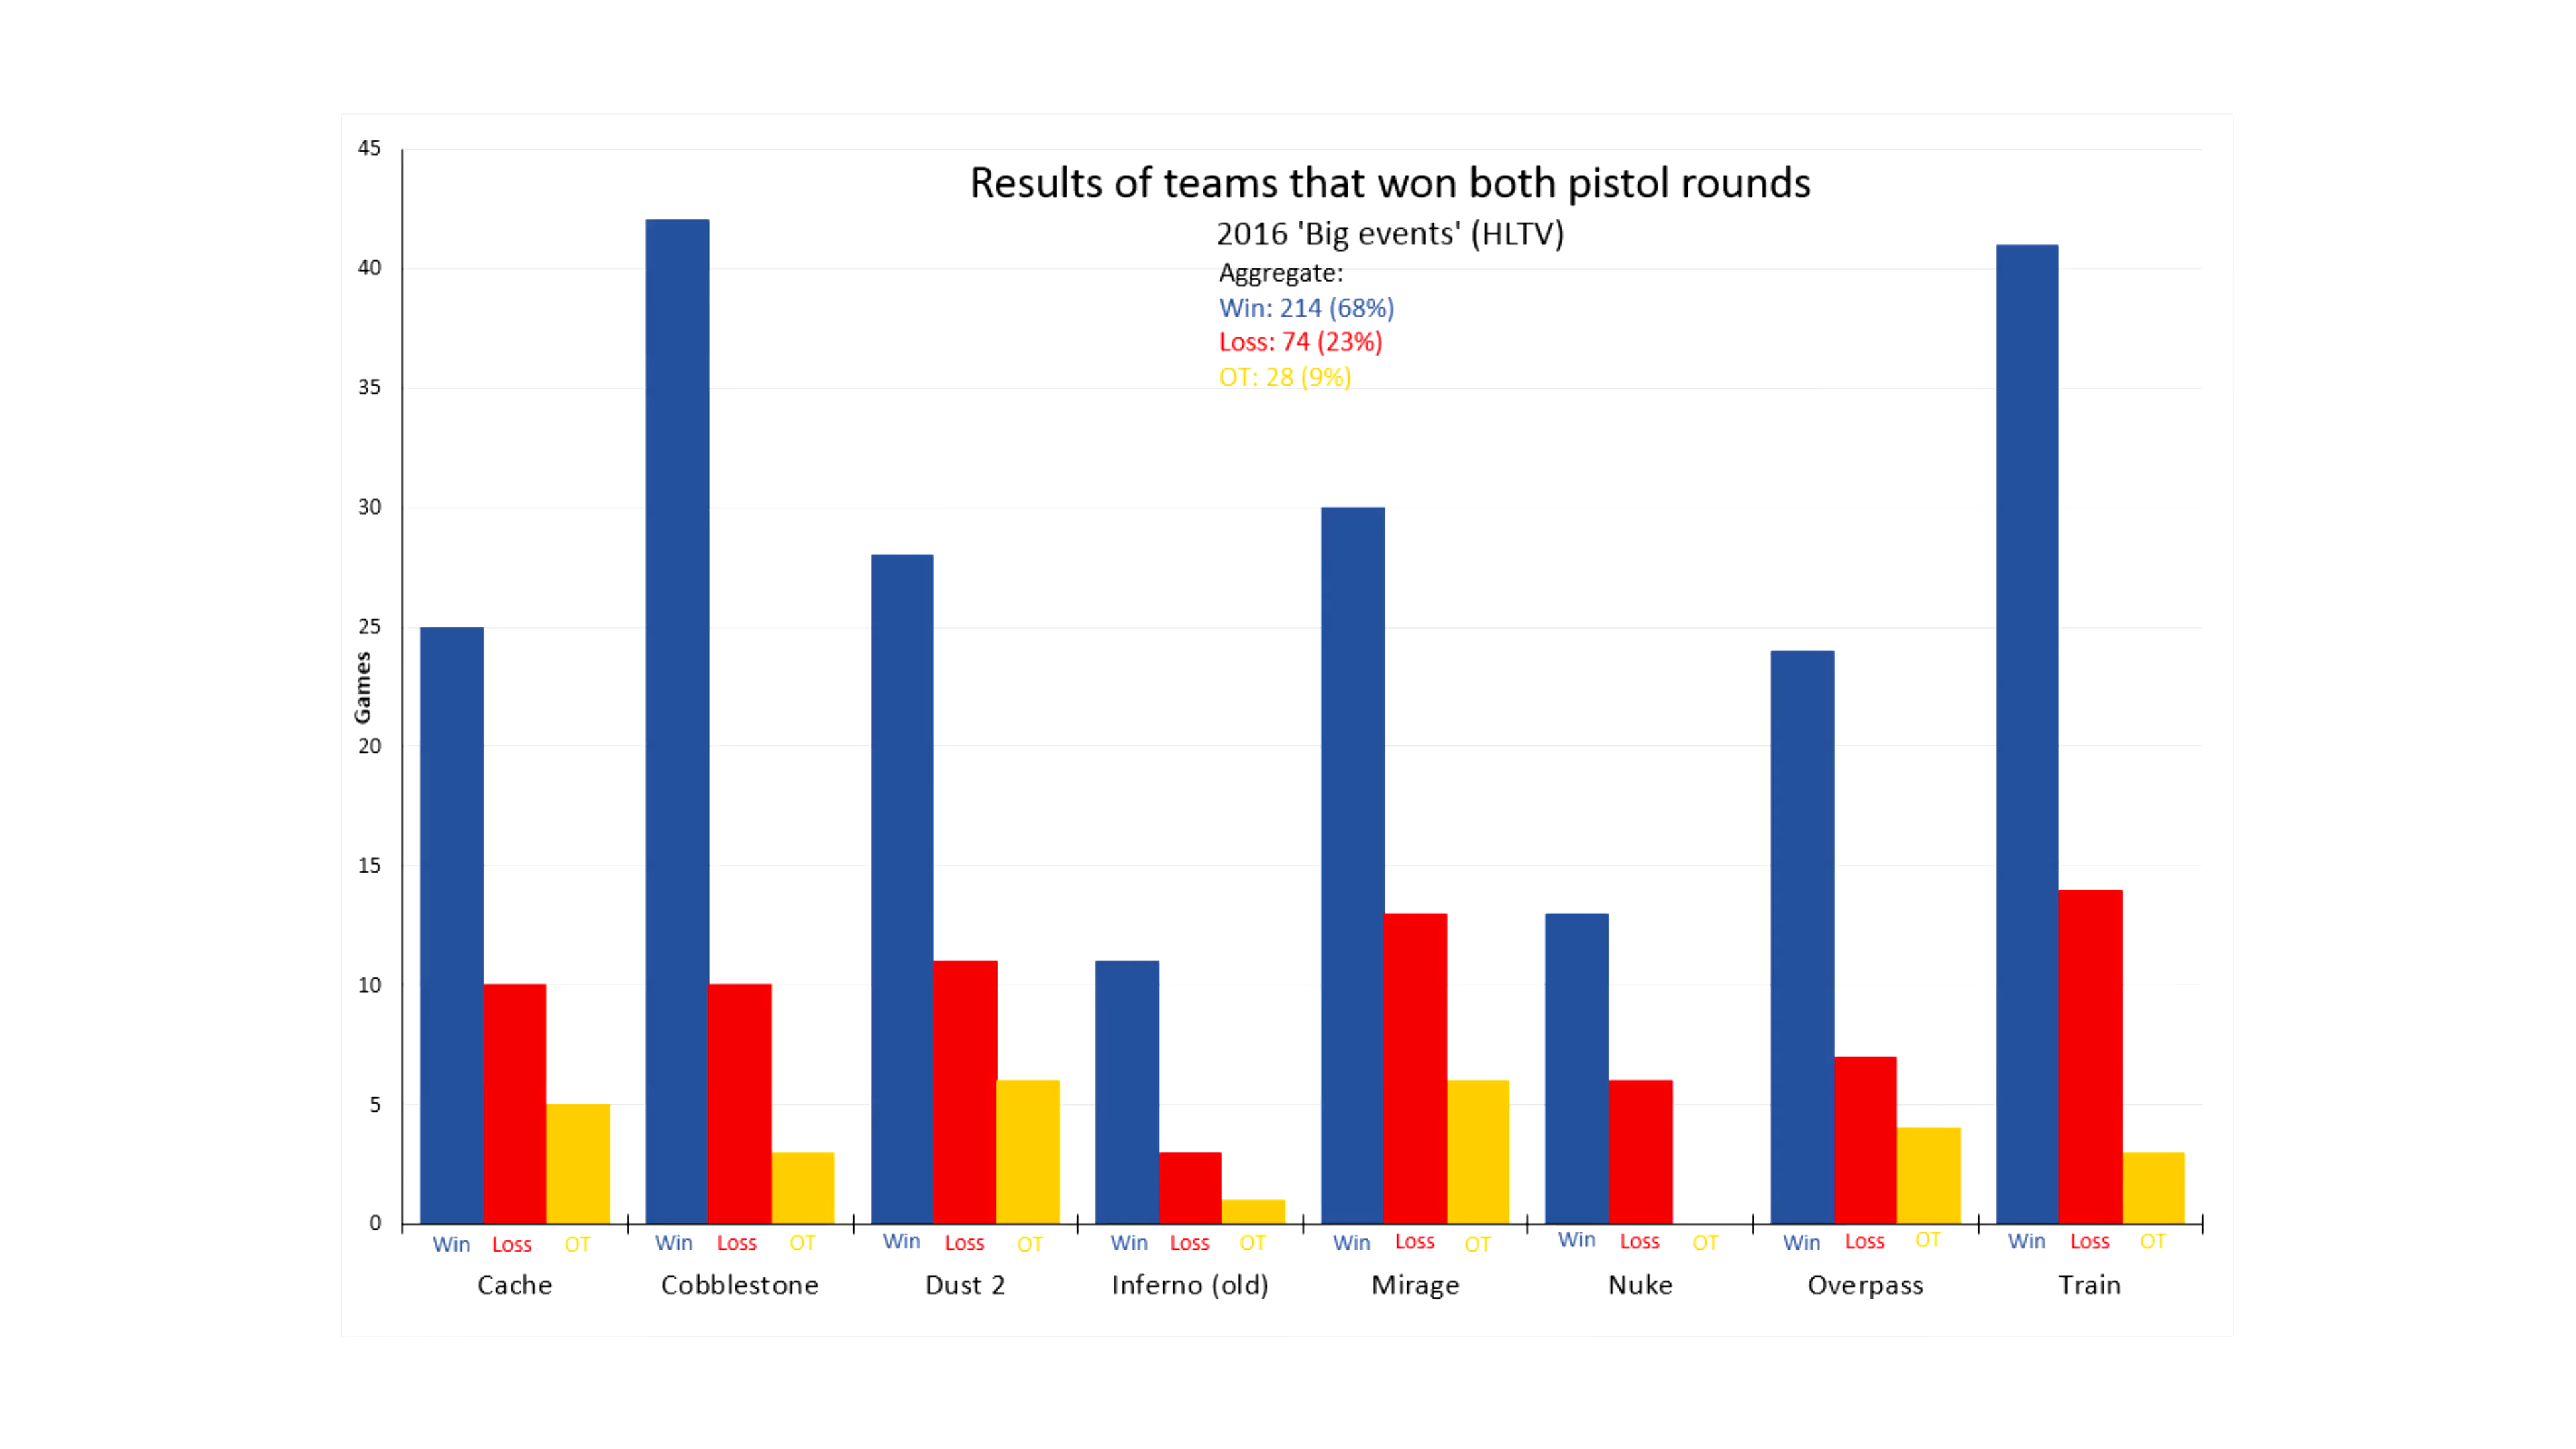 Results of teams that won both pistol rounds
2016 'Big events' (HLTV)
Aggregate:
Win: 214 (68%)
Loss: 74 (23%)
OT: 28 (9%)
45
40
35
30
25
20
15
10
5
0
Games
Win Loss OT Win Loss OT Win Loss OT Win Loss OT Win Loss OT Win Loss OT Win Loss OT Win Loss OT
Cache Cobblestone Dust 2 Inferno (old) Mirage Nuke Overpass Train